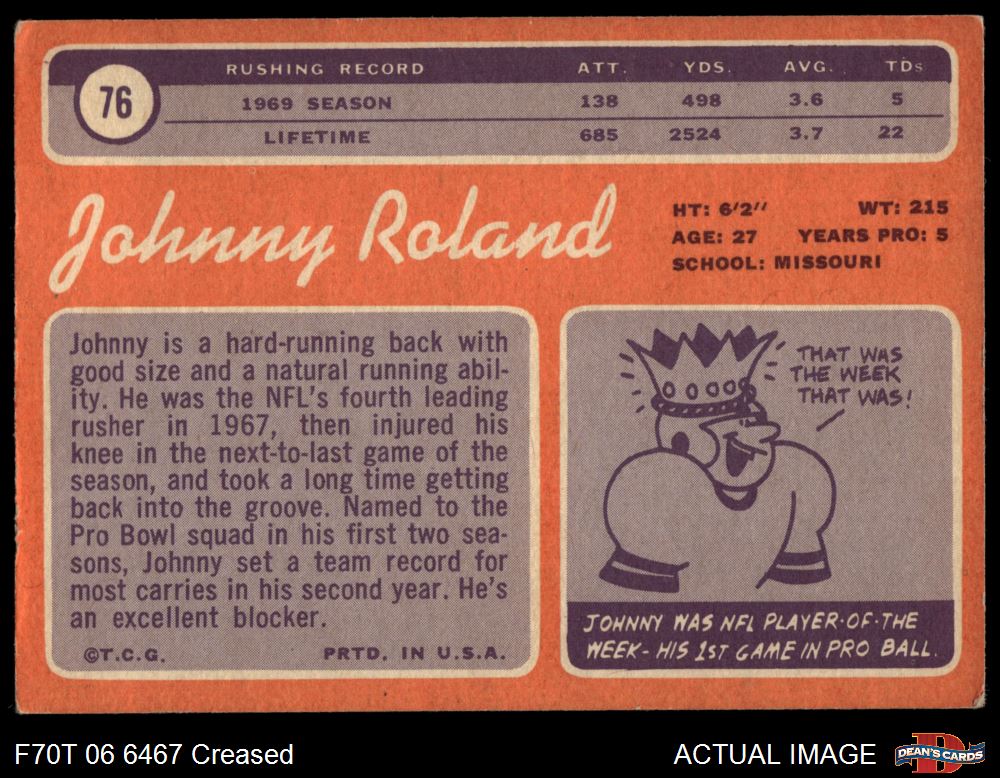 76
RUSHING RECORD ATT. YDS. AVG. TDs
1969 SEASON 138 498 3.6 5
LIFETIME 685 2524 3.7 22
Johnny Roland
HT: 6'2'' WT: 215
AGE: 27 YEARS PRO: 5
SCHOOL: MISSOURI
Johnny is a hard-running back with
good size and a natural running abil-
ity. He was the NFL's fourth leading
rusher in 1967, then injured his
knee in the next-to-last game of the
season, and took a long time getting
back into the groove. Named to the
Pro Bowl squad in his first two sea-
sons, Johnny set a team record for
most carries in his second year. He's
an excellent blocker.
©T.C.G. PRTD. IN U.S.A.
THAT WAS
THE WEEK
THAT WAS!
JOHNNY WAS NFL PLAYER-OF-THE
WEEK- HIS 1ST GAME IN PRO BALL.
F70T 06 6467 Creased
ACTUAL IMAGE
DEAN'S CARDS